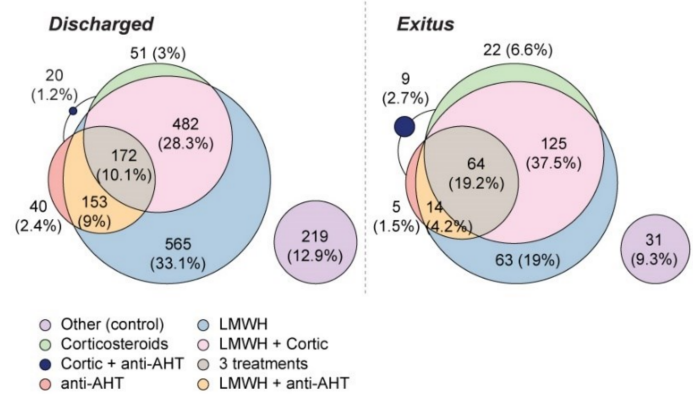 Discharged
51 (3%)
20
(1.2%)
482
(28.3%)
172
(10.1%)
153
(9%)
40
(2.4%)
565
(33.1%)
219
(12.9%)
Exitus
22 (6.6%)
9
(2.7%)
125
(37.5%)
64
(19.2%)
14
(4.2%)
5
(1.5%)
63 (19%)
31
(9.3%)
Other (control)
Corticosteroids
Cortic + anti-AHT
anti-AHT
LMWH
LMWH + Cortic
3 treatments
LMWH + anti-AHT